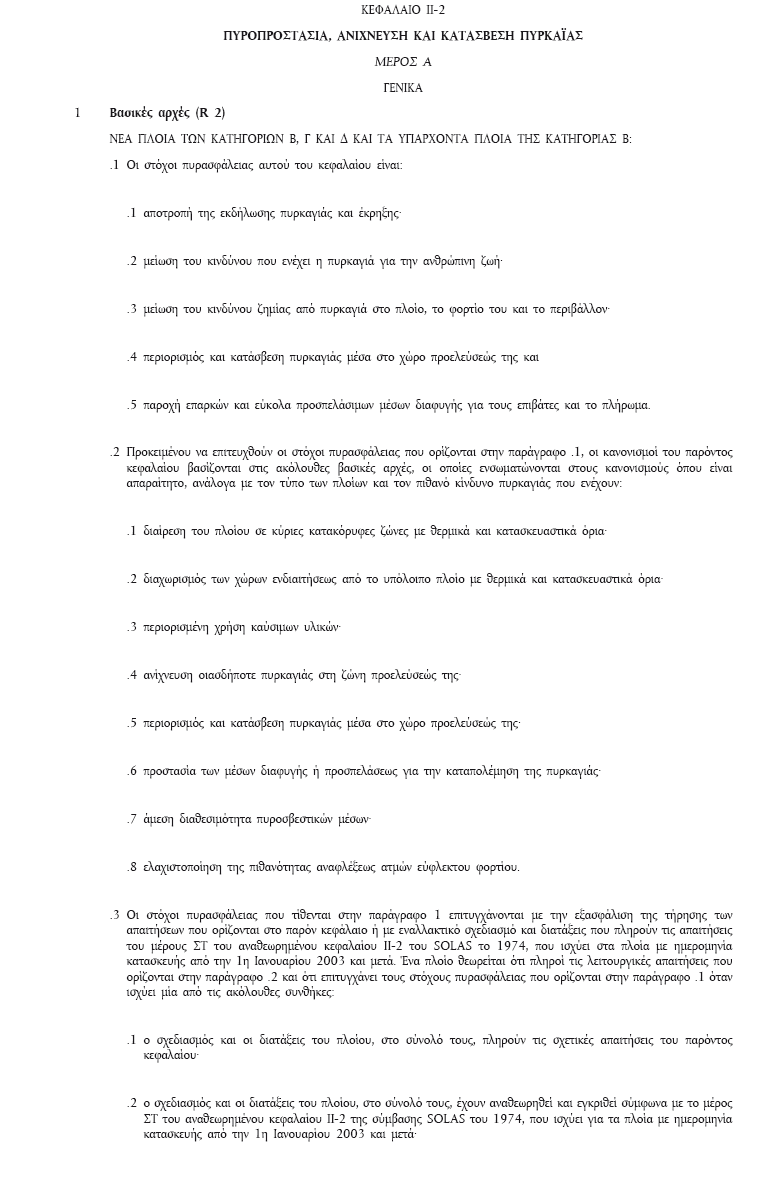 ΚΕΦΑΛΑΙΟ II-2
ΠΥΡΟΠΡΟΣΤΑΣΙΑ, ΑΝΙΧΝΕΥΣΗ ΚΑΙ ΚΑΤΑΣΒΕΣΗ ΠΥΡΚΑΪΑΣ
ΜΕΡΟΣ Α
ΓΕΝΙΚΑ
1 Βασικές αρχές (R 2)
ΝΕΑ ΠΛΟΙΑ ΤΩΝ ΚΑΤΗΓΟΡΙΩΝ Β, Γ ΚΑΙ Δ ΚΑΙ ΤΑ ΥΠΑΡΧΟΝΤΑ ΠΛΟΙΑ ΤΗΣ ΚΑΤΗΓΟΡΙΑΣ Β:
.1 Οι στόχοι πυρασφάλειας αυτού του κεφαλαίου είναι:
.1 αποτροπή της εκδήλωσης πυρκαγιάς και έκρηξης·
.2 μείωση του κινδύνου που ενέχει η πυρκαγιά για την ανθρώπινη ζωή·
.3 μείωση του κινδύνου ζημίας από πυρκαγιά στο πλοίο, το φορτίο του και το περιβάλλον·
.4 περιορισμός και κατάσβεση πυρκαγιάς μέσα στο χώρο προελεύσεώς της και
.5 παροχή επαρκών και εύκολα προσπελάσιμων μέσων διαφυγής για τους επιβάτες και το πλήρωμα.
.2 Προκειμένου να επιτευχθούν οι στόχοι πυρασφάλειας που ορίζονται στην παράγραφο .1, οι κανονισμοί του παρόντος
κεφαλαίου βασίζονται στις ακόλουθες βασικές αρχές, οι οποίες ενσωματώνονται στους κανονισμούς όπου είναι
απαραίτητο, ανάλογα με τον τύπο των πλοίων και τον πιθανό κίνδυνο πυρκαγιάς που ενέχουν:
.1 διαίρεση του πλοίου σε κύριες κατακόρυφες ζώνες με θερμικά και κατασκευαστικά όρια·
.2 διαχωρισμός των χώρων ενδιαιτήσεως από το υπόλοιπο πλοίο με θερμικά και κατασκευαστικά όρια·
.3 περιορισμένη χρήση καύσιμων υλικών·
.4 ανίχνευση οιασδήποτε πυρκαγιάς στη ζώνη προελεύσεώς της·
.5 περιορισμός και κατάσβεση πυρκαγιάς μέσα στο χώρο προελεύσεώς της·
.6 προστασία των μέσων διαφυγής ή προσπελάσεως για την καταπολέμηση της πυρκαγιάς·
.7 άμεση διαθεσιμότητα πυροσβεστικών μέσων·
.8 ελαχιστοποίηση της πιθανότητας αναφλέξεως ατμών εύφλεκτου φορτίου.
.3 Οι στόχοι πυρασφάλειας που τίθενται στην παράγραφο 1 επιτυγχάνονται με την εξασφάλιση της τήρησης των
απαιτήσεων που ορίζονται στο παρόν κεφάλαιο ή με εναλλακτικό σχεδιασμό και διατάξεις που πληρούν τις απαιτήσεις
του μέρους ΣΤ του αναθεωρημένου κεφαλαίου II-2 του SOLAS το 1974, που ισχύει στα πλοία με ημερομηνία
κατασκευής από την 1η Ιανουαρίου 2003 και μετά. Ένα πλοίο θεωρείται ότι πληροί τις λειτουργικές απαιτήσεις που
ορίζονται στην παράγραφο .2 και ότι επιτυγχάνει τους στόχους πυρασφάλειας που ορίζονται στην παράγραφο .1 όταν
ισχύει μία από τις ακόλουθες συνθήκες:
.1 ο σχεδιασμός και οι διατάξεις του πλοίου, στο σύνολό τους, πληρούν τις σχετικές απαιτήσεις του παρόντος
κεφαλαίου·
.2 ο σχεδιασμός και οι διατάξεις του πλοίου, στο σύνολό τους, έχουν αναθεωρηθεί και εγκριθεί σύμφωνα με το μέρος
ΣΤ του αναθεωρημένου κεφαλαίου II-2 της σύμβασης SOLAS του 1974, που ισχύει για τα πλοία με ημερομηνία
κατασκευής από την 1η Ιανουαρίου 2003 και μετά·